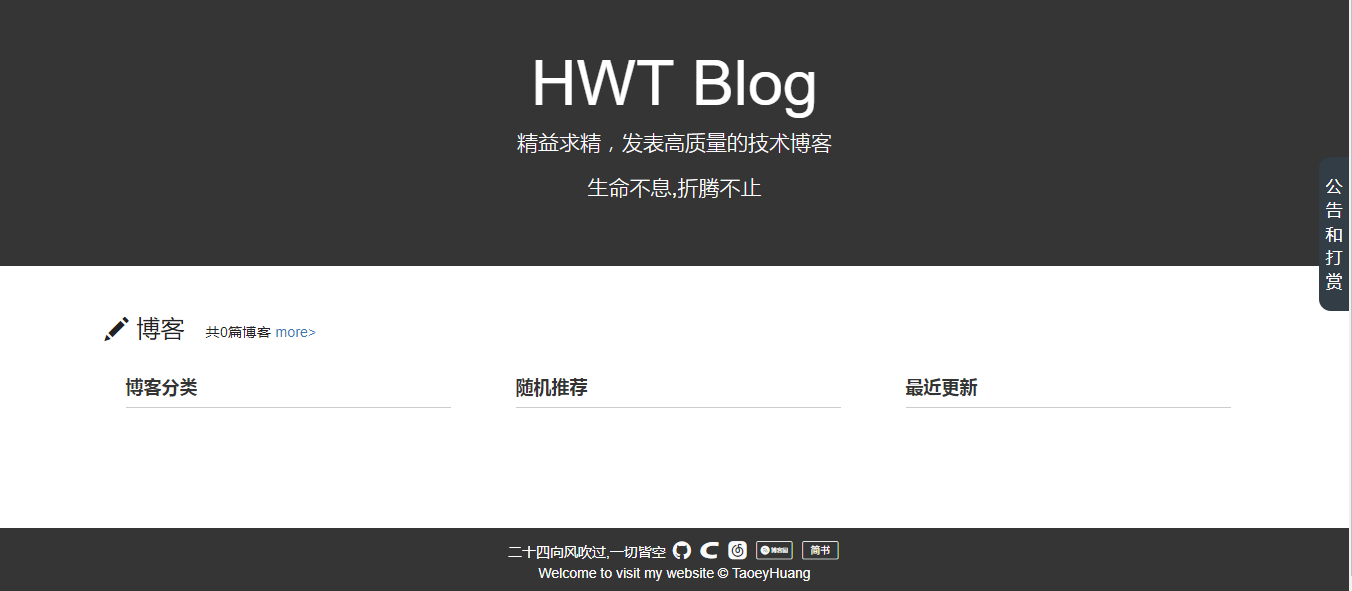 HWT Blog
精益求精，发表高质量的技术博客
生命不息,折腾不止
公告和打赏
博客 共0篇博客 more>
博客分类
随机推荐
最近更新
二十四向风吹过,一切皆空 博客园 简书
Welcome to visit my website © TaoeyHuang